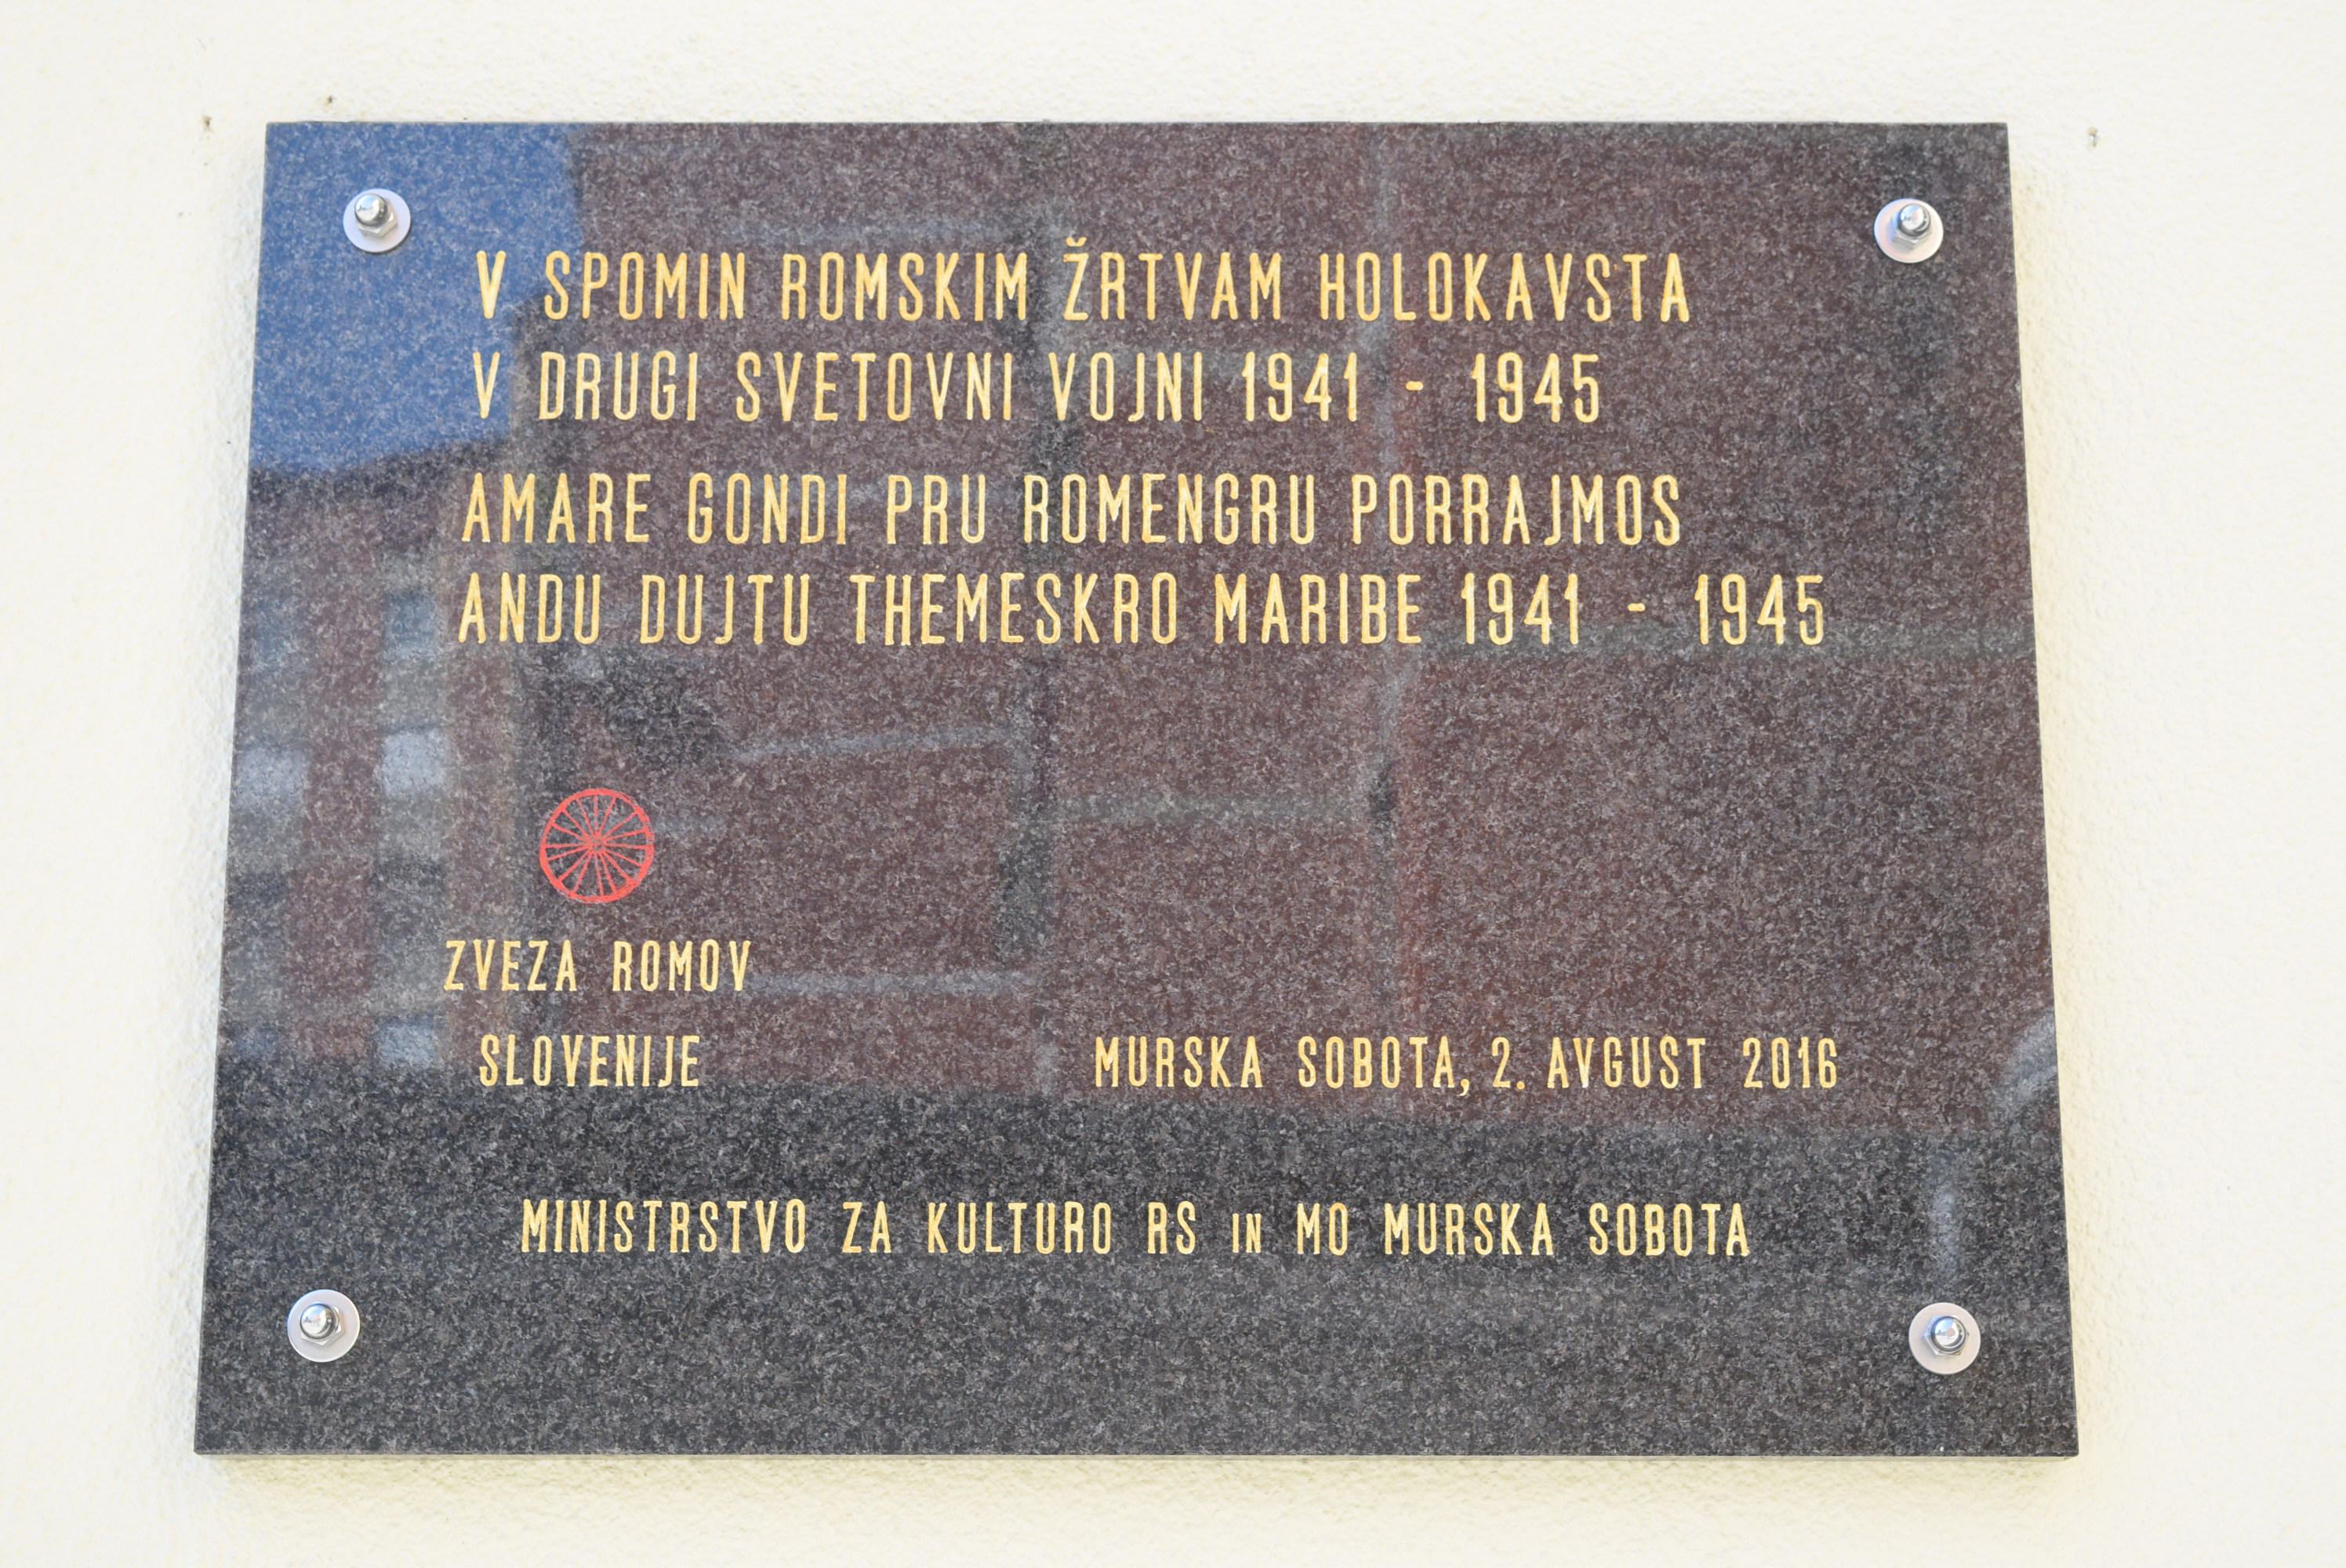 V SPOMIN ROMSKIM ŽRTVAM HOLOKAVSTA
V DRUGI SVETOVNI VOJNI 1941 - 1945
AMARE GONDI PRU ROMENGRU PORRAJMOS
ANDU DUJTU THEMESKRO MARIBE 1941 - 1945
ZVEZA ROMOV
SLOVENIJE
MURSKA SOBOTA, 2. AVGUST 2016
MINISTRSTVO ZA KULTURO RS IN MO MURSKA SOBOTA